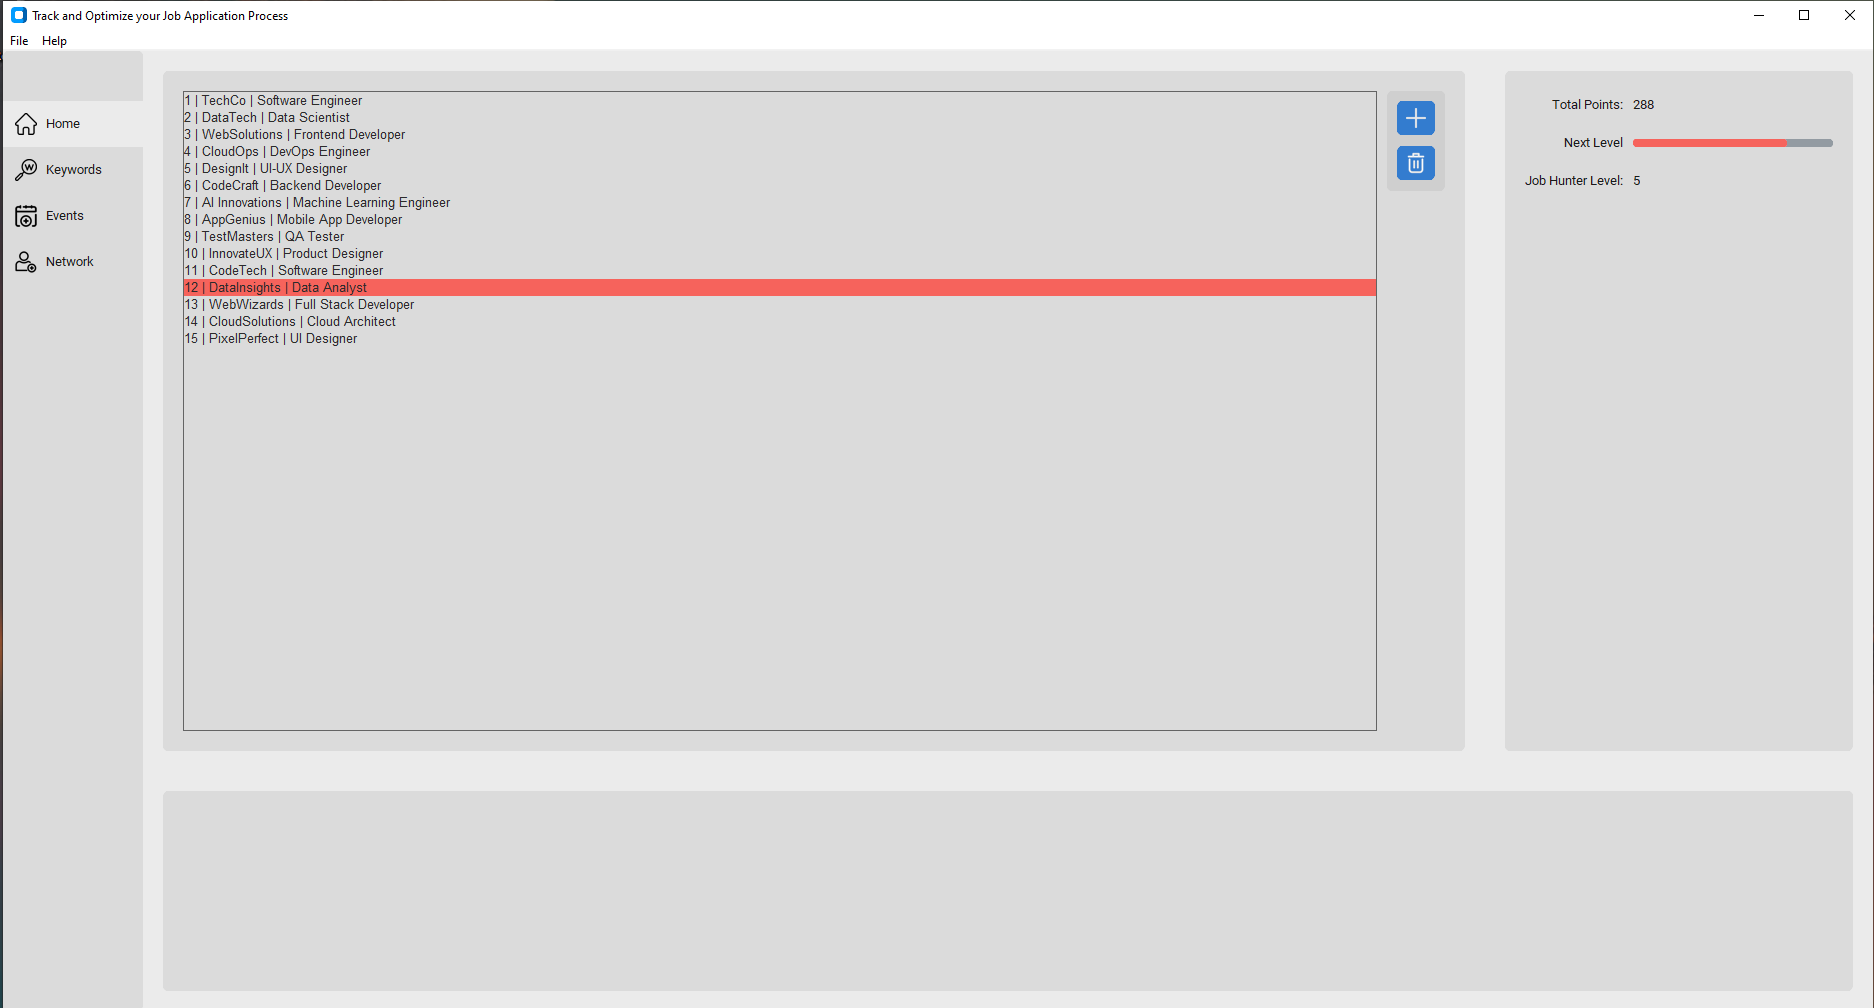 Track and Optimize your Job Application Process
File Help
Home
Keywords
Events
Network
1 | TechCo | Software Engineer
2 | DataTech | Data Scientist
3 | WebSolutions | Frontend Developer
4 | CloudOps | DevOps Engineer
5 | DesignIt | UI-UX Designer
6 | CodeCraft | Backend Developer
7 | AI Innovations | Machine Learning Engineer
8 | AppGenius | Mobile App Developer
9 | TestMasters | QA Tester
10 | InnovateUX | Product Designer
11 | CodeTech | Software Engineer
12 | DataInsights | Data Analyst
13 | WebWizards | Full Stack Developer
14 | CloudSolutions | Cloud Architect
15 | PixelPerfect | UI Designer
Total Points: 288
Next Level
Job Hunter Level: 5